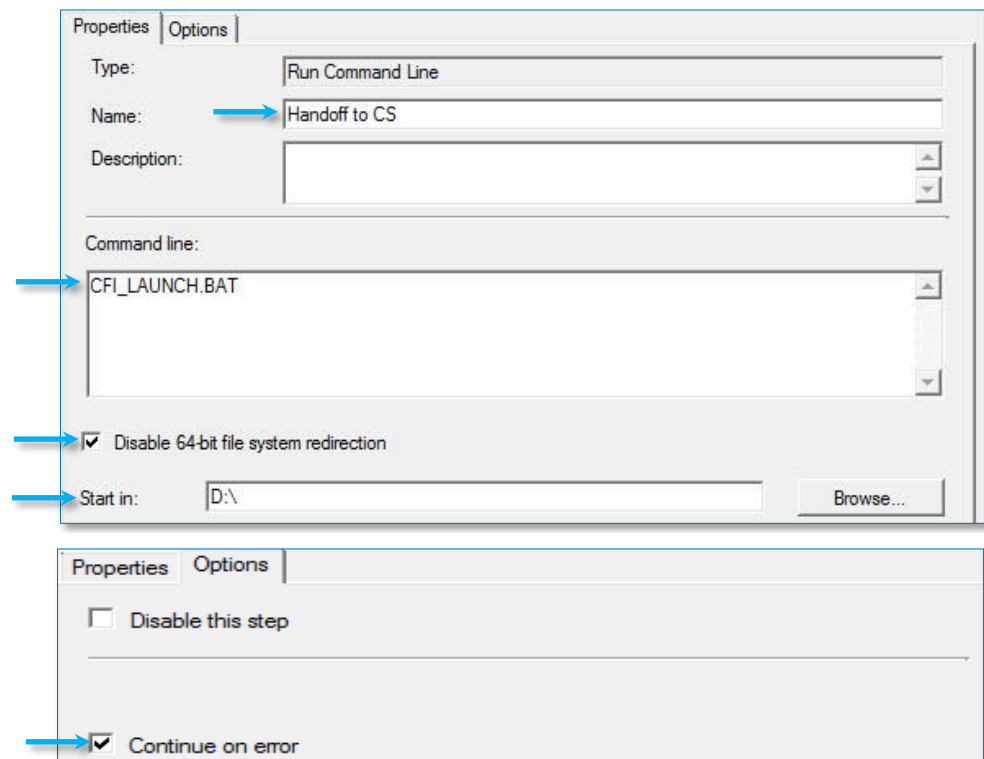 Properties Options
Type: Run Command Line
Name: Handoff to CS
Description:
Command line:
CFI_LAUNCH.BAT
Disable 64-bit file system redirection
Start in: D:\ Browse...
Properties Options
Disable this step
Continue on error